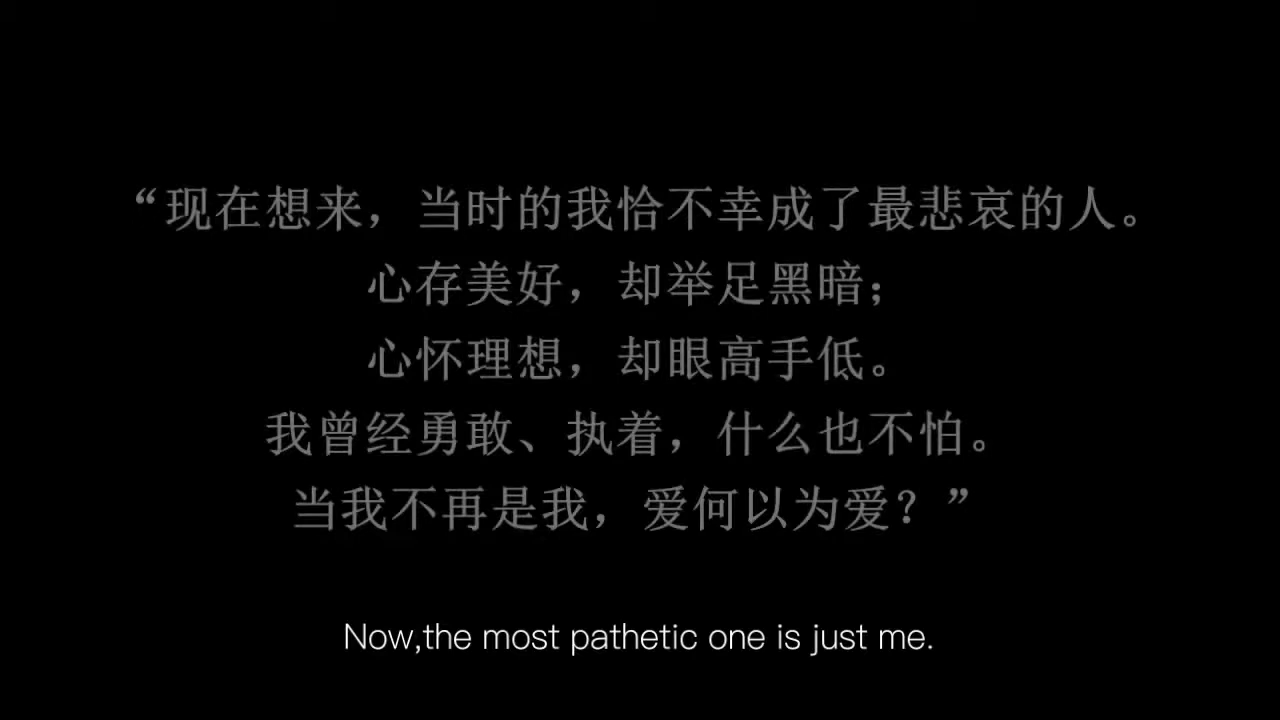 “现在想来，当时的我恰不幸成了最悲哀的人。
心存美好，却举足黑暗；
心怀理想，却眼高手低。
我曾经勇敢、执着，什么也不怕。
当我不再是我，爱何以为爱？”
Now,the most pathetic one is just me.